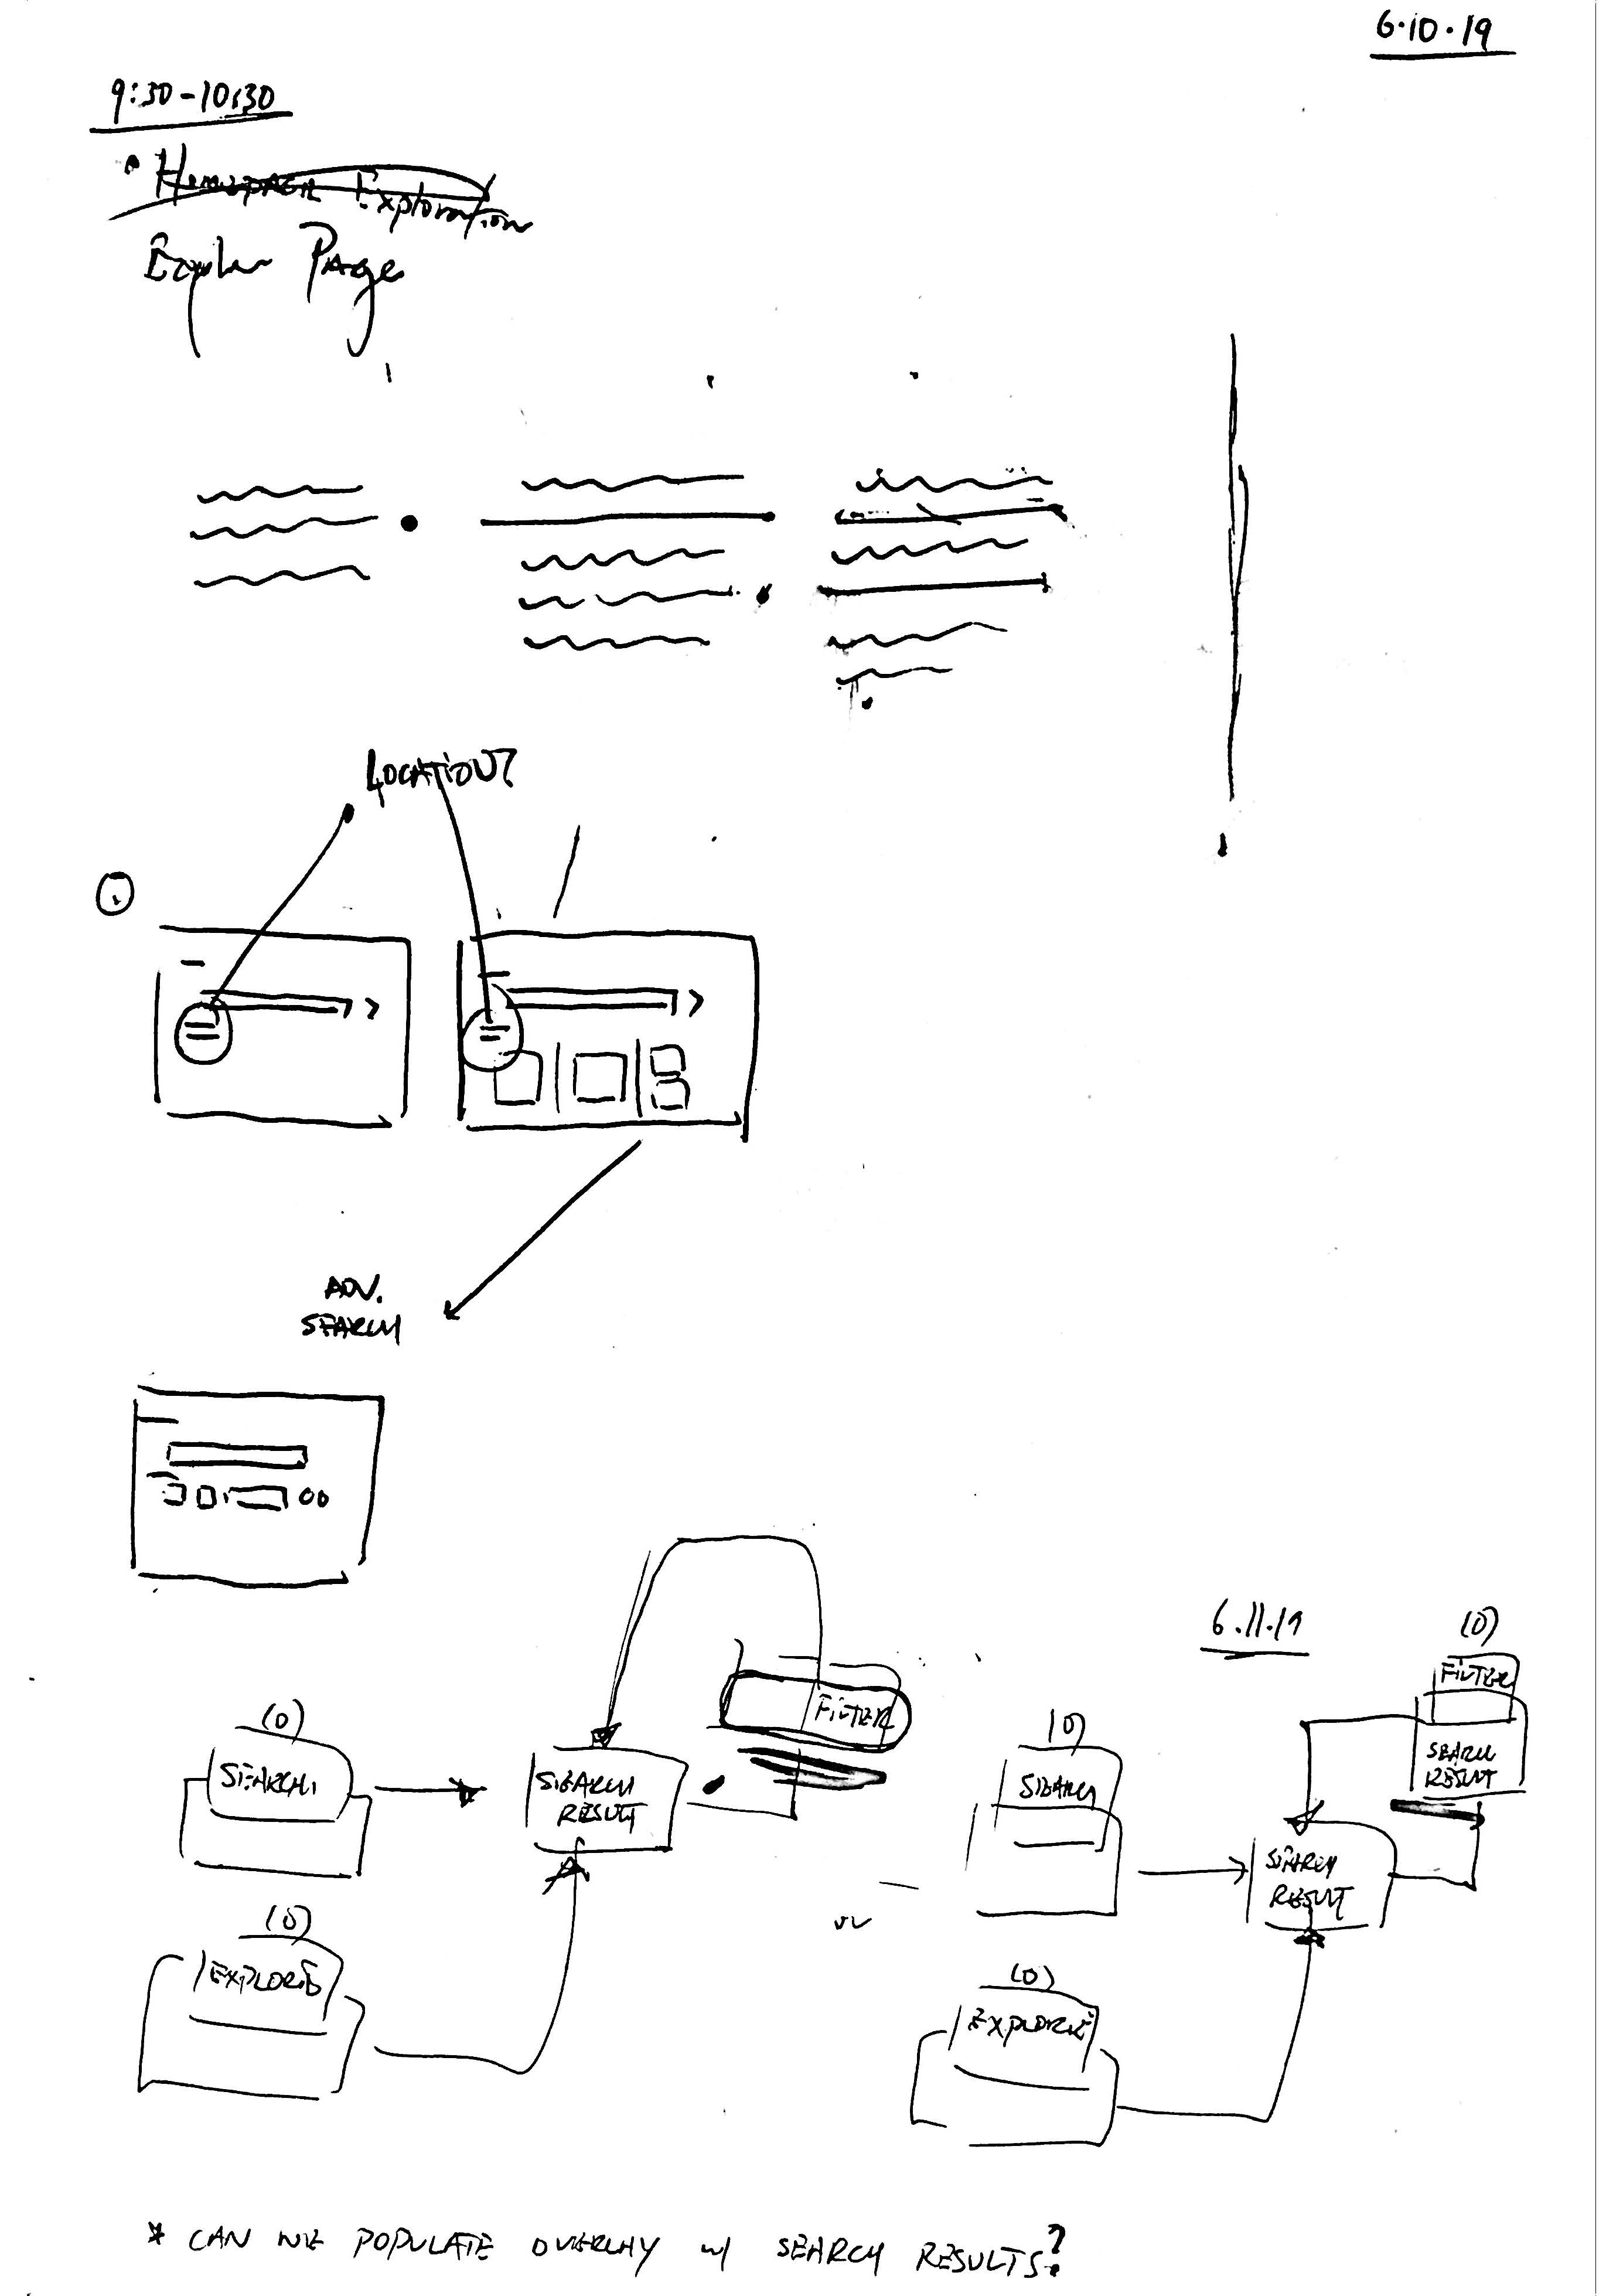 6.10.19
9:30-10:30
• Homepage Exploration
Explore Page
LOCATION?
1.
ADV.
SEARCH
6.11.19
(0)
FILTER
SEARCH
RESULT
(0)
SEARCH
SEARCH
RESULT
FILTER
(0)
SEARCH
SEARCH
RESULT
(0)
EXPLORE
or
(0)
EXPLORE
* CAN WE POPULATE OVERLAY w/ SEARCH RESULTS?